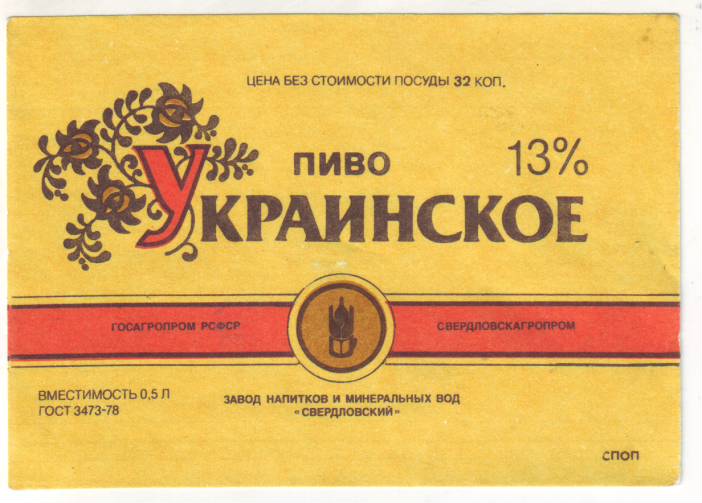 ЦЕНА БЕЗ СТОИМОСТИ ПОСУДЫ 32 КОП.
ПИВО 13%
УКРАИНСКОЕ
ГОСАГРОПРОМ РСФСР СВЕРДЛОВСКАГРОПРОМ
ВМЕСТИМОСТЬ 0,5 Л
ГОСТ 3473-78
ЗАВОД НАПИТКОВ И МИНЕРАЛЬНЫХ ВОД
«СВЕРДЛОВСКИЙ»
СПОП